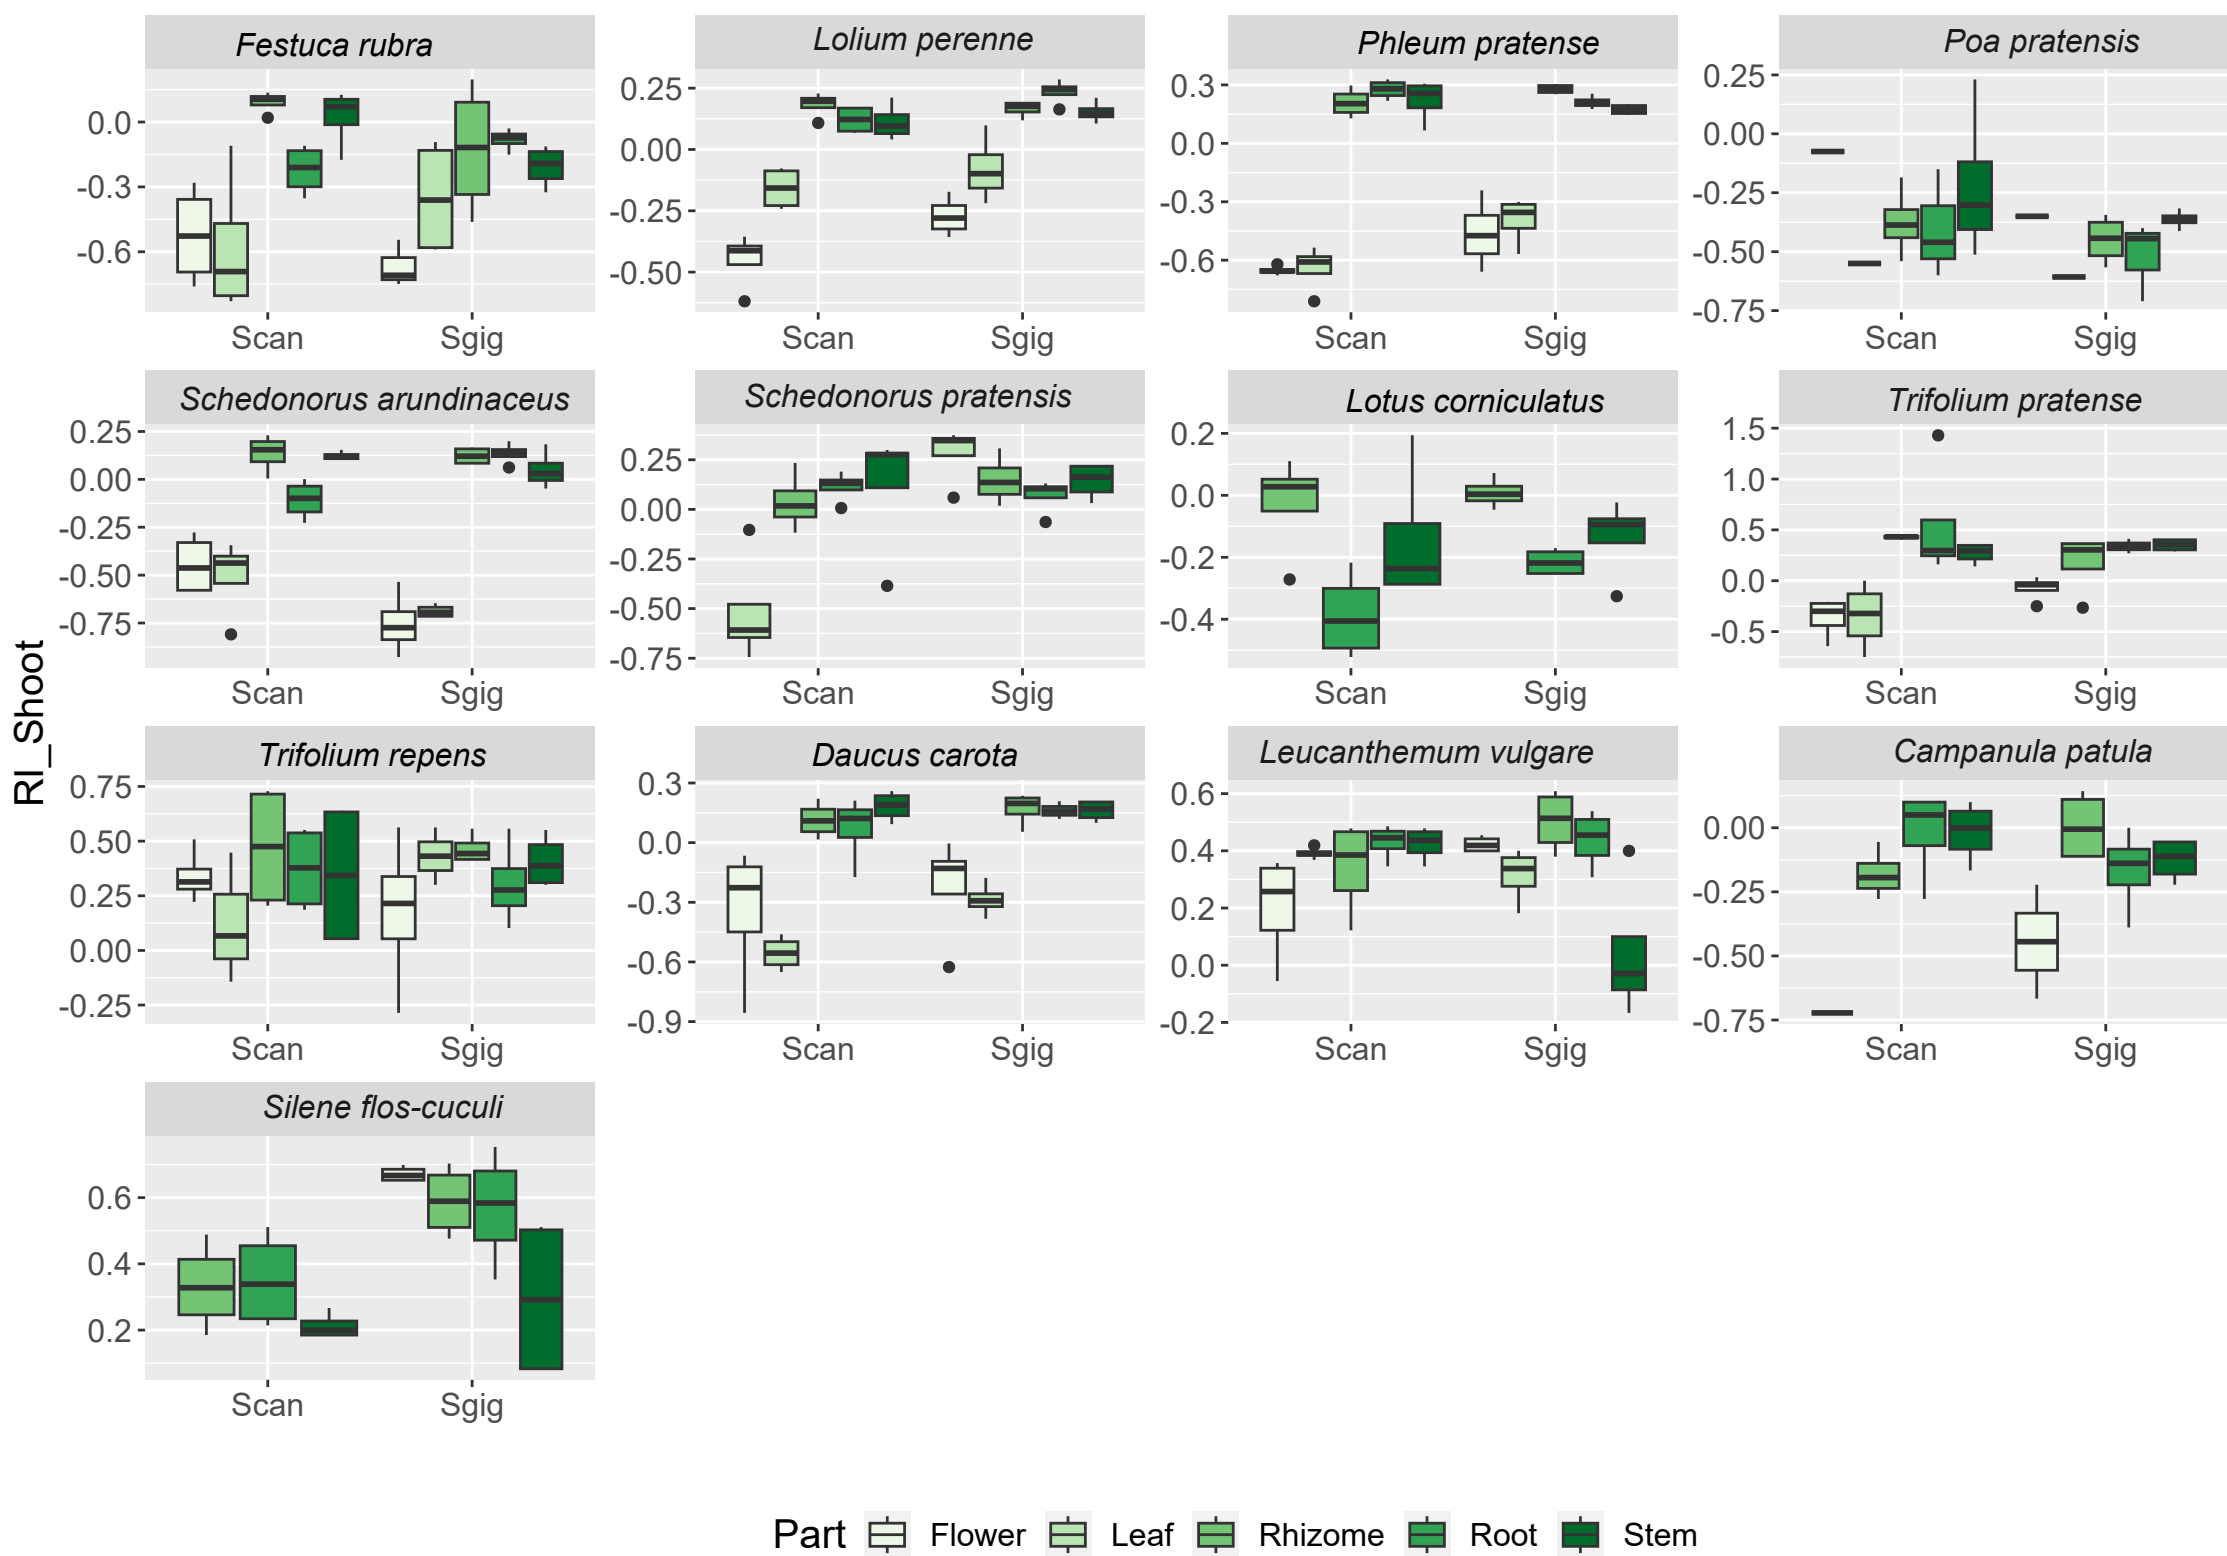 Festuca rubra
Lolium perenne
Phleum pratense
Poa pratensis
0.0
-0.3
-0.6
0.25
0.00
-0.25
-0.50
0.3
0.0
-0.3
-0.6
0.25
0.00
-0.25
-0.50
-0.75
Scan Sgig
Scan Sgig
Scan Sgig
Scan Sgig
Schedonorus arundinaceus
Schedonorus pratensis
Lotus corniculatus
Trifolium pratense
0.25
0.00
-0.25
-0.50
-0.75
0.25
0.00
-0.25
-0.50
-0.75
0.2
0.0
-0.2
-0.4
1.5
1.0
0.5
0.0
-0.5
Scan Sgig
Scan Sgig
Scan Sgig
Scan Sgig
RI_Shoot
Trifolium repens
Daucus carota
Leucanthemum vulgare
Campanula patula
0.75
0.50
0.25
0.00
-0.25
0.3
0.0
-0.3
-0.6
-0.9
0.6
0.4
0.2
0.0
-0.2
0.00
-0.25
-0.50
-0.75
Scan Sgig
Scan Sgig
Scan Sgig
Scan Sgig
Silene flos-cuculi
0.6
0.4
0.2
Scan Sgig
Part Flower Leaf Rhizome Root Stem